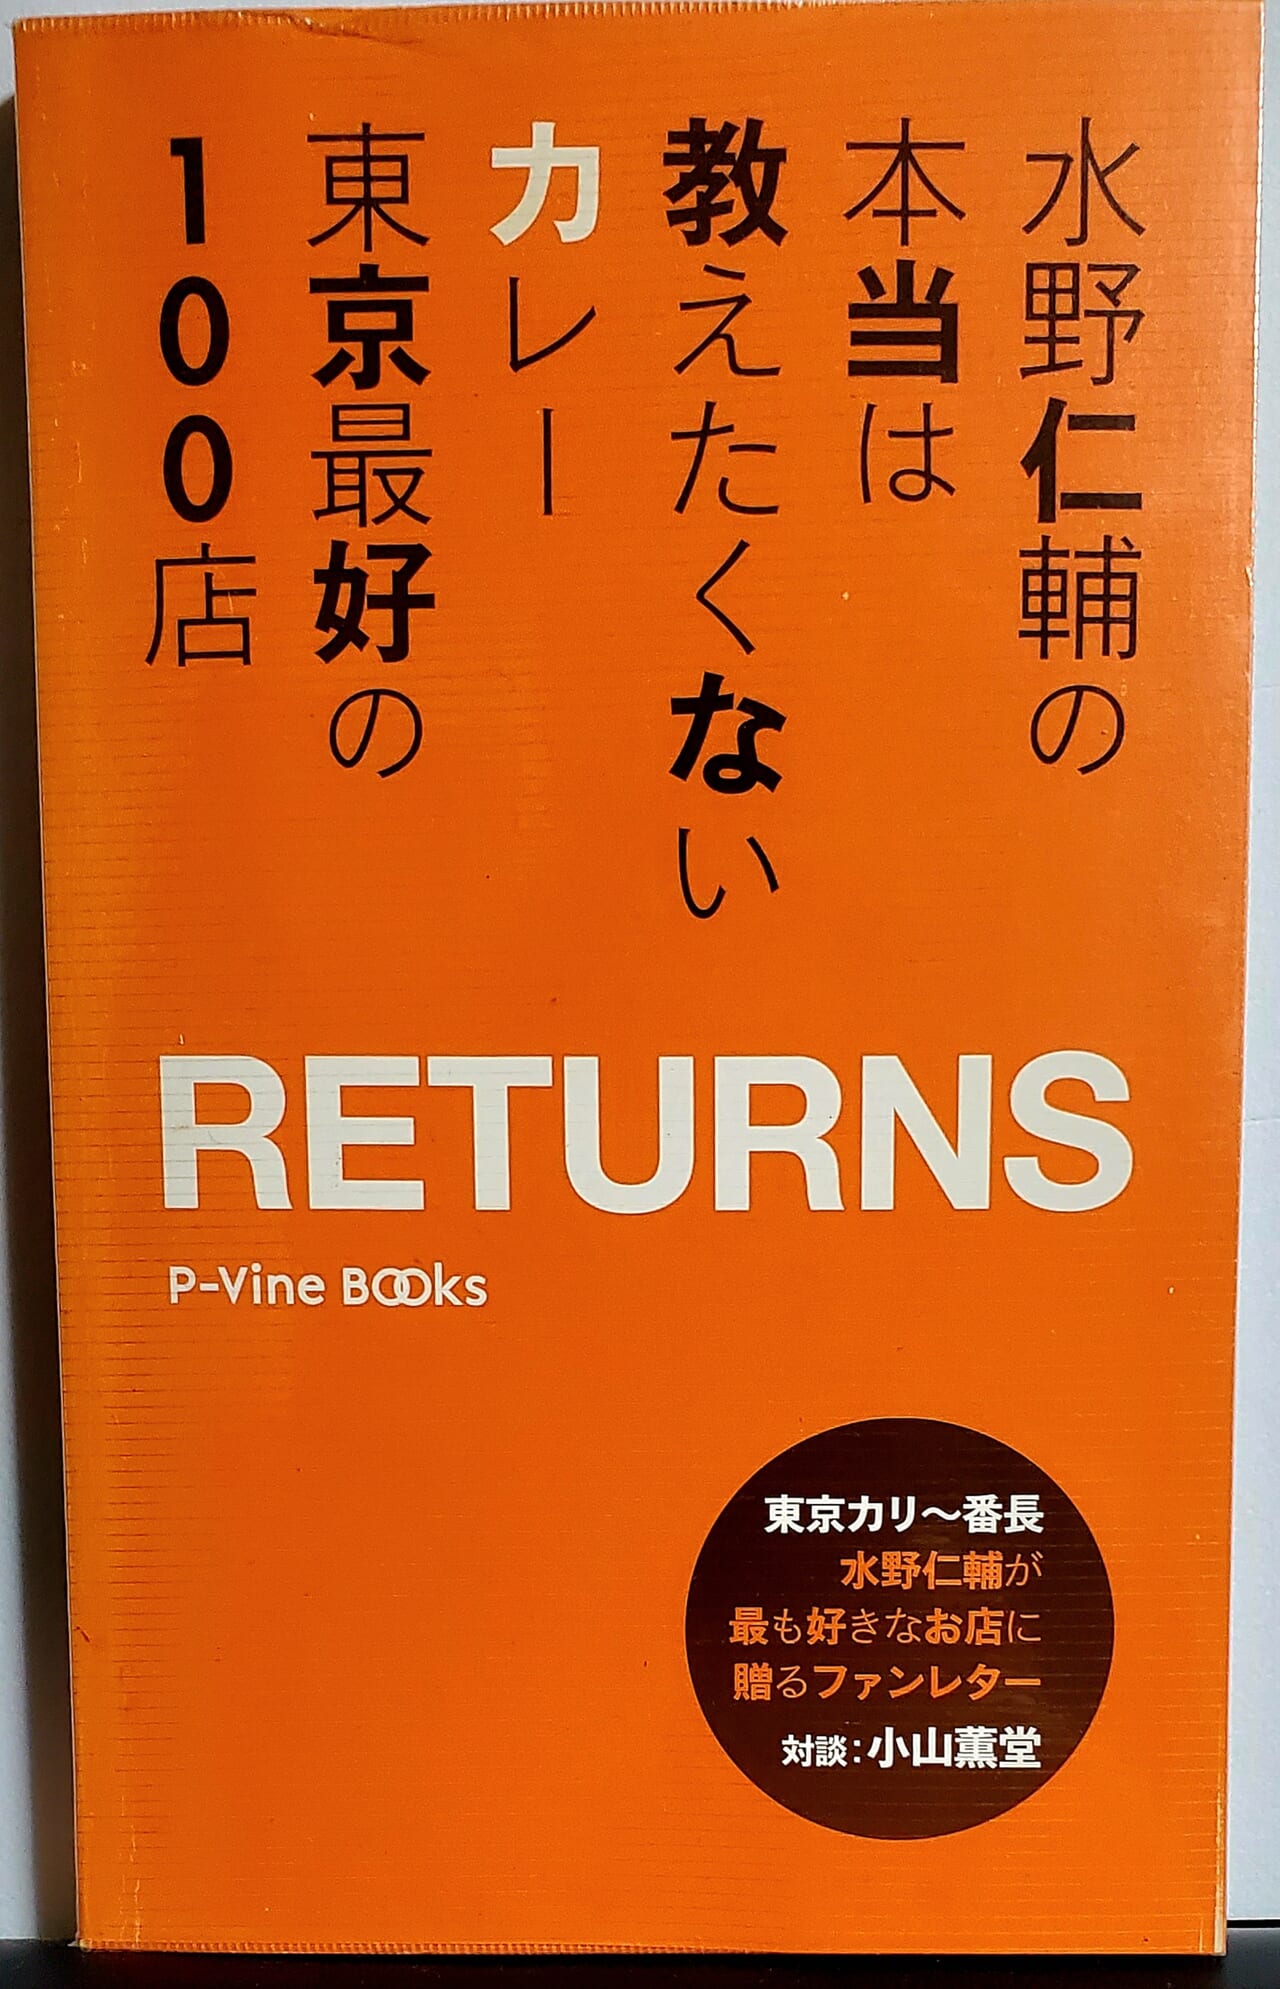 水野仁輔の
本当は
教えたくない
カレー
東京最好の
100店
RETURNS
P-Vine Books
東京カリ～番長
水野仁輔が
最も好きなお店に
贈るファンレター
対談：小山薫堂